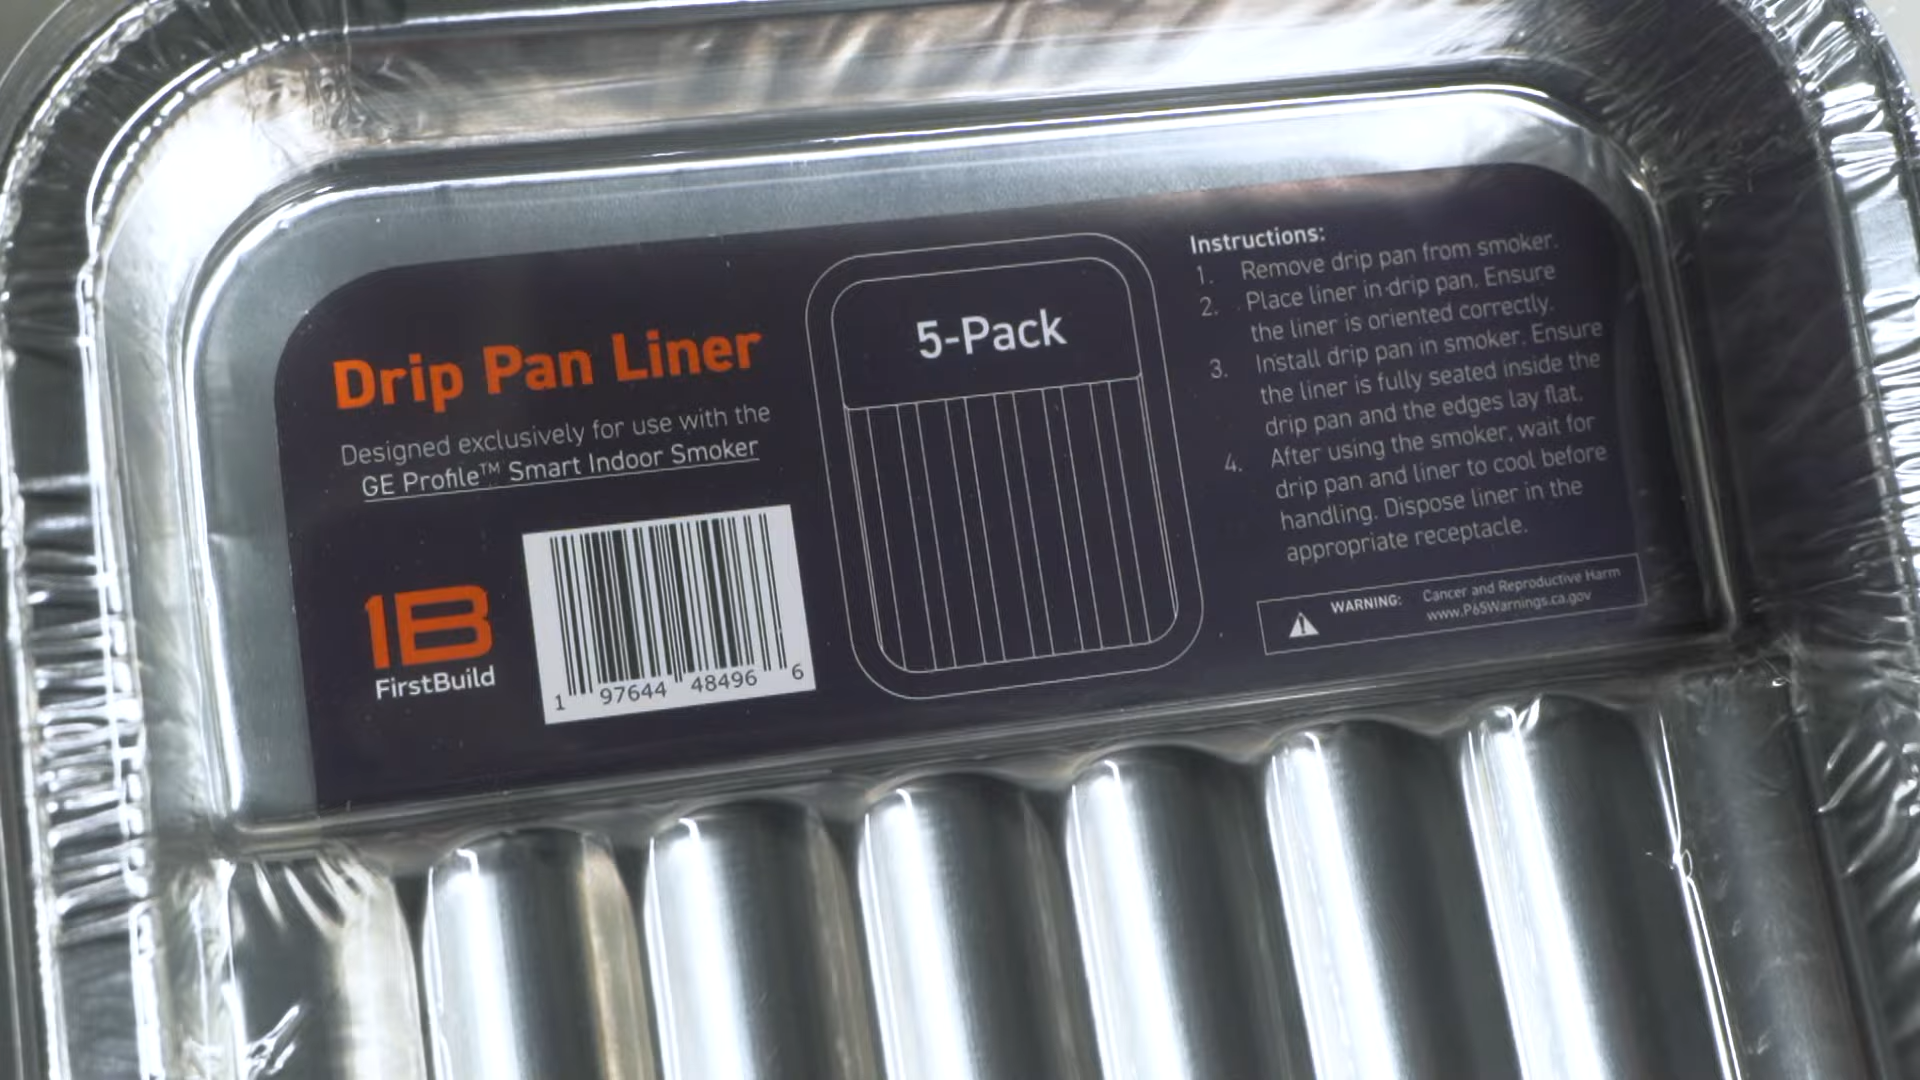 Drip Pan Liner
Designed exclusively for use with the
GE Profile™ Smart Indoor Smoker
1B
FirstBuild
1 97644 48496 6
5-Pack
Instructions:
1. Remove drip pan from smoker.
2. Place liner in drip pan. Ensure
the liner is oriented correctly.
3. Install drip pan in smoker. Ensure
the liner is fully seated inside the
drip pan and the edges lay flat.
4. After using the smoker, wait for
drip pan and liner to cool before
handling. Dispose liner in the
appropriate receptacle.
WARNING: Cancer and Reproductive Harm
www.P65Warnings.ca.gov